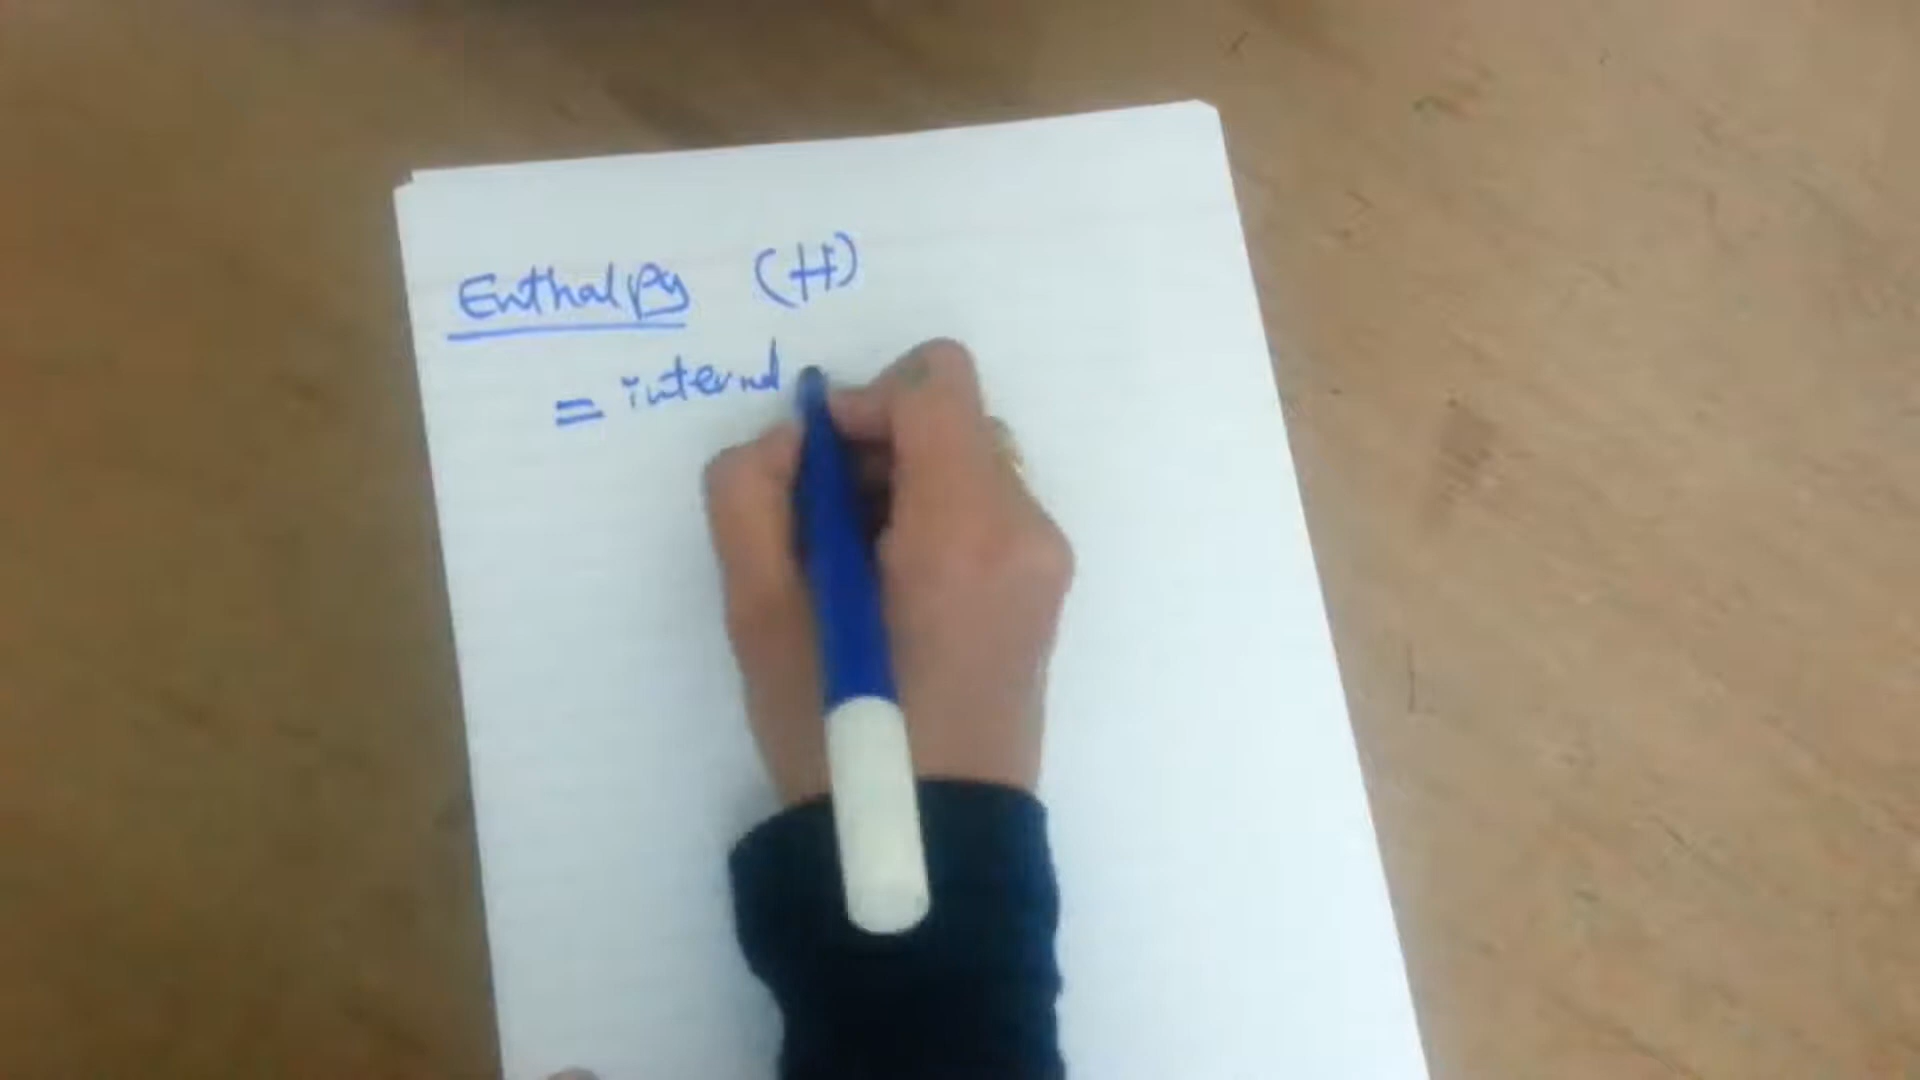 Enthalpy (H)
= internal